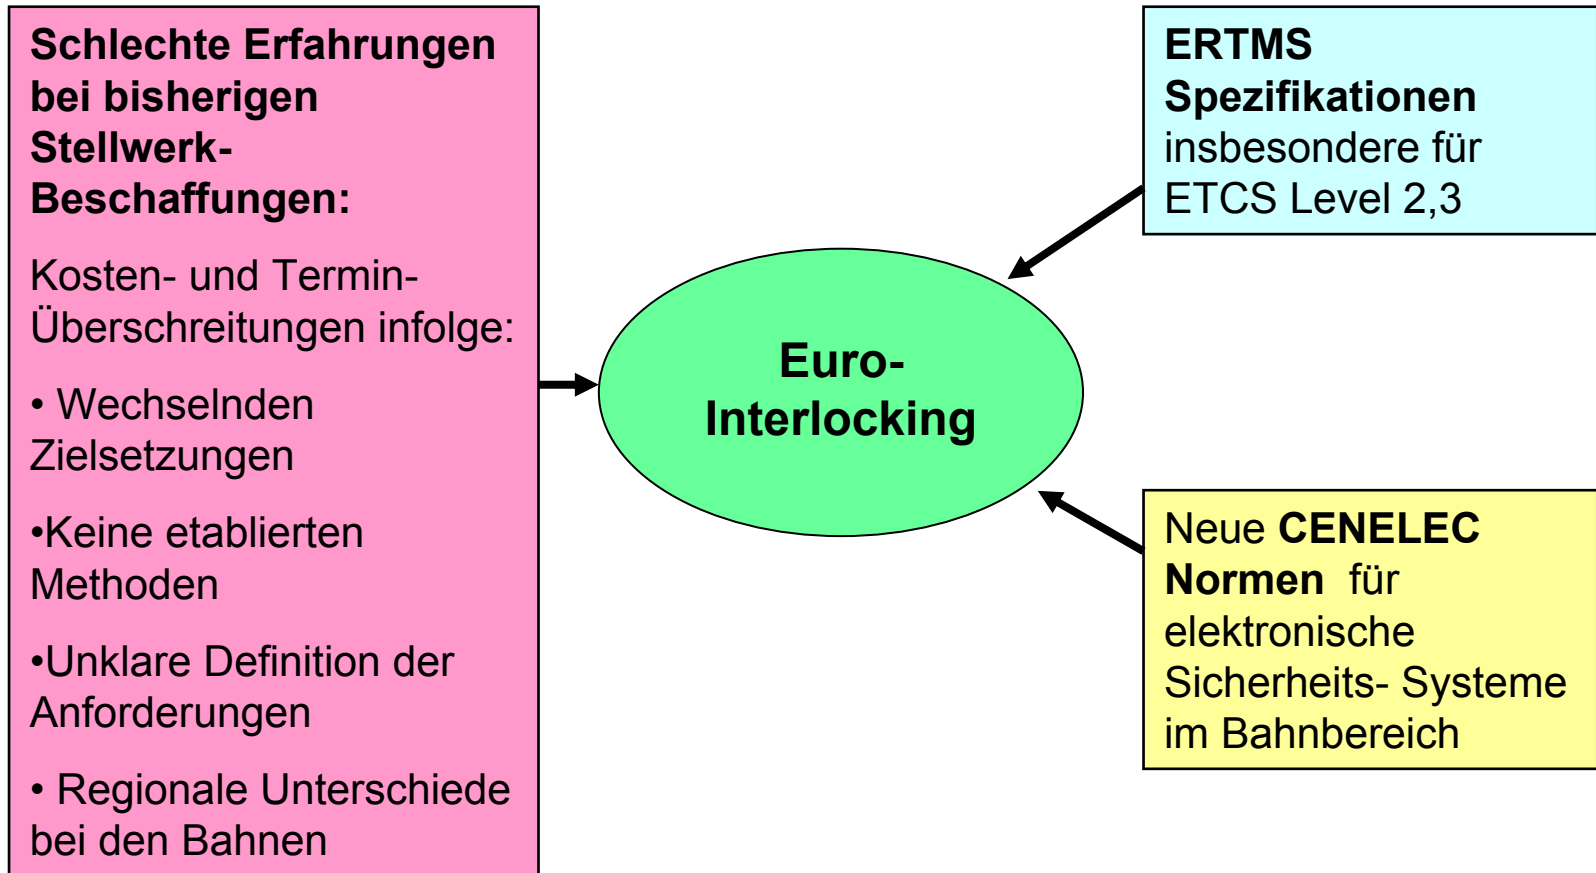 Schlechte Erfahrungen
bei bisherigen
Stellwerk-
Beschaffungen:
Kosten- und Termin-
Überschreitungen infolge:
• Wechselnden
Zielsetzungen
•Keine etablierten
Methoden
•Unklare Definition der
Anforderungen
• Regionale Unterschiede
bei den Bahnen
Euro-
Interlocking
ERTMS
Spezifikationen
insbesondere für
ETCS Level 2,3
Neue CENELEC
Normen für
elektronische
Sicherheits- Systeme
im Bahnbereich